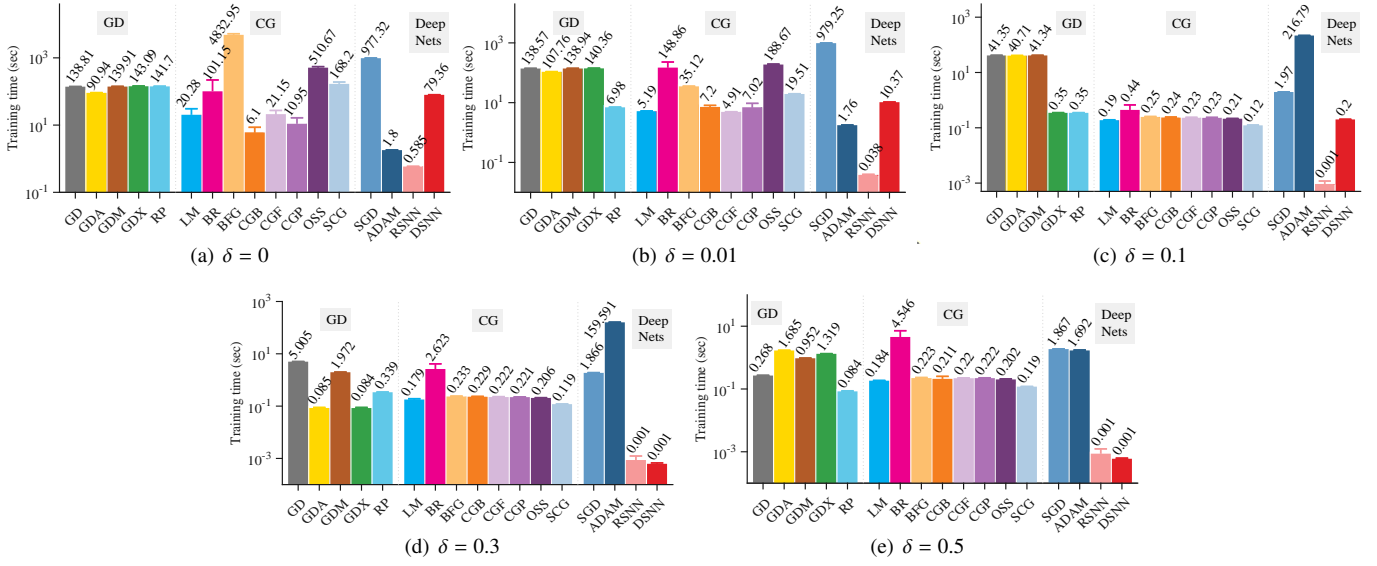 GD
CG
Deep
Nets
Training time (sec)
10^3
10^1
10^-1
138.81
90.94
139.91
143.09
141.7
20.28
101.15
4832.95
6.1
21.15
10.95
510.67
168.2
977.32
1.8
0.585
79.36
GD GDA GDM GDX RP LM BR BFG CGB CGF CGP OSS SCG SGD ADAM RSNN DSNN
(a) δ = 0
GD
CG
Deep
Nets
Training time (sec)
10^3
10^1
10^-1
138.57
107.76
138.94
140.36
6.98
5.19
148.86
35.12
7.2
4.91
7.02
188.67
19.51
979.25
1.76
0.038
10.37
GD GDA GDM GDX RP LM BR BFG CGB CGF CGP OSS SCG SGD ADAM RSNN DSNN
(b) δ = 0.01
GD
CG
Deep
Nets
Training time (sec)
10^3
10^1
10^-1
10^-3
41.35
40.71
41.34
0.35
0.35
0.19
0.44
0.25
0.24
0.23
0.23
0.21
0.12
1.97
216.79
0.001
0.2
GD GDA GDM GDX RP LM BR BFG CGB CGF CGP OSS SCG SGD ADAM RSNN DSNN
(c) δ = 0.1
GD
CG
Deep
Nets
Training time (sec)
10^3
10^1
10^-1
10^-3
5.005
0.085
1.972
0.084
0.339
0.179
2.623
0.233
0.229
0.222
0.221
0.206
0.119
1.866
159.591
0.001
0.001
GD GDA GDM GDX RP LM BR BFG CGB CGF CGP OSS SCG SGD ADAM RSNN DSNN
(d) δ = 0.3
GD
CG
Deep
Nets
Training time (sec)
10^1
10^-1
10^-3
0.268
1.685
0.952
1.319
0.084
0.184
4.546
0.223
0.211
0.22
0.222
0.202
0.119
1.867
1.692
0.001
0.001
GD GDA GDM GDX RP LM BR BFG CGB CGF CGP OSS SCG SGD ADAM RSNN DSNN
(e) δ = 0.5